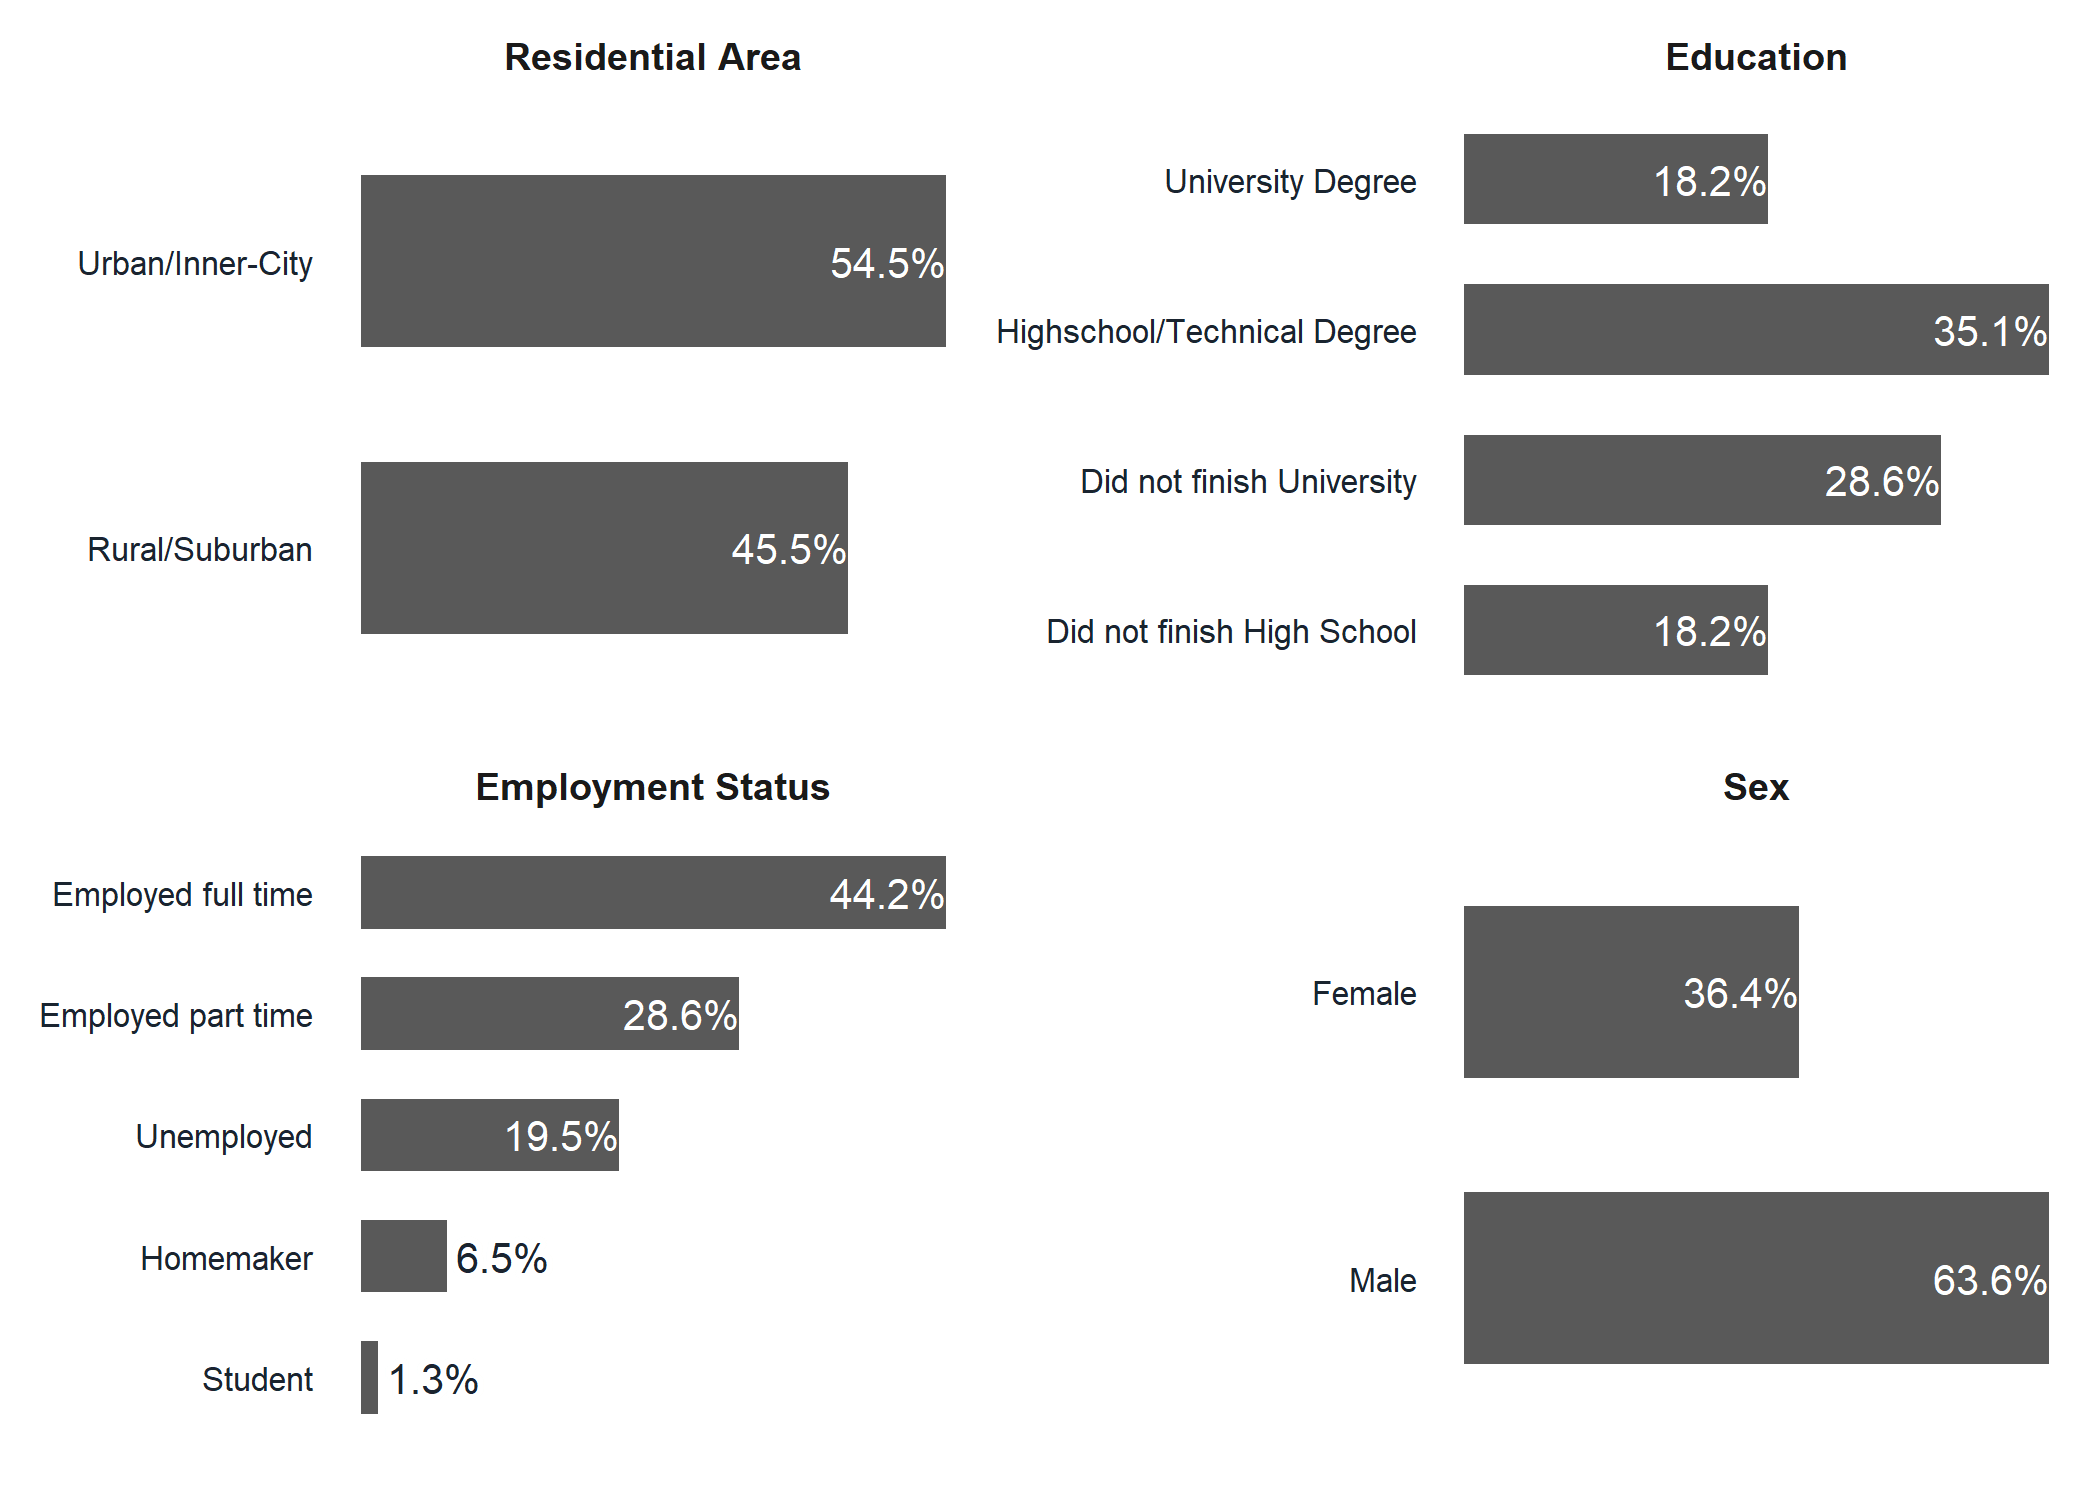 Residential Area
Urban/Inner-City
54.5%
Rural/Suburban
45.5%
Education
University Degree
18.2%
Highschool/Technical Degree
35.1%
Did not finish University
28.6%
Did not finish High School
18.2%
Employment Status
Employed full time
44.2%
Employed part time
28.6%
Unemployed
19.5%
Homemaker
6.5%
Student
1.3%
Sex
Female
36.4%
Male
63.6%